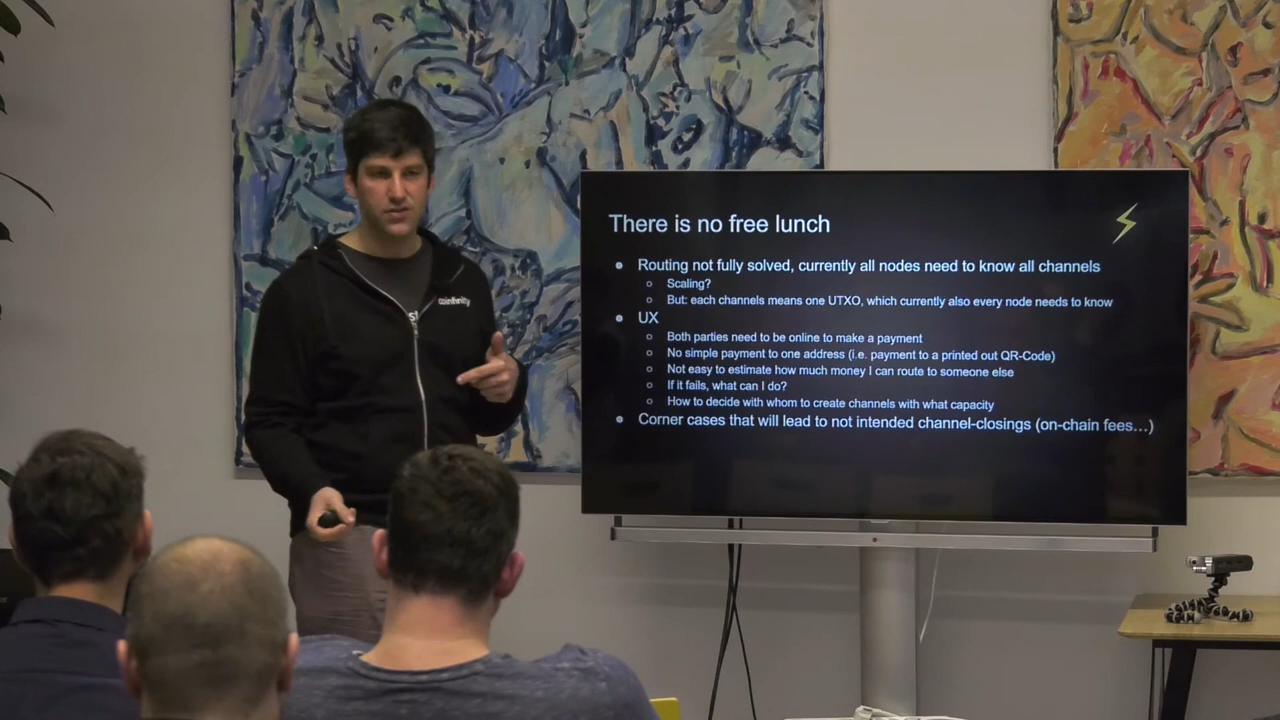 There is no free lunch
Routing not fully solved, currently all nodes need to know all channels
Scaling?
But: each channels means one UTXO, which currently also every node needs to know
UX
Both parties need to be online to make a payment
No simple payment to one address (i.e. payment to a printed out QR-Code)
Not easy to estimate how much money I can route to someone else
If it fails, what can I do?
How to decide with whom to create channels with what capacity
Corner cases that will lead to not intended channel-closings (on-chain fees...)
coinfinity